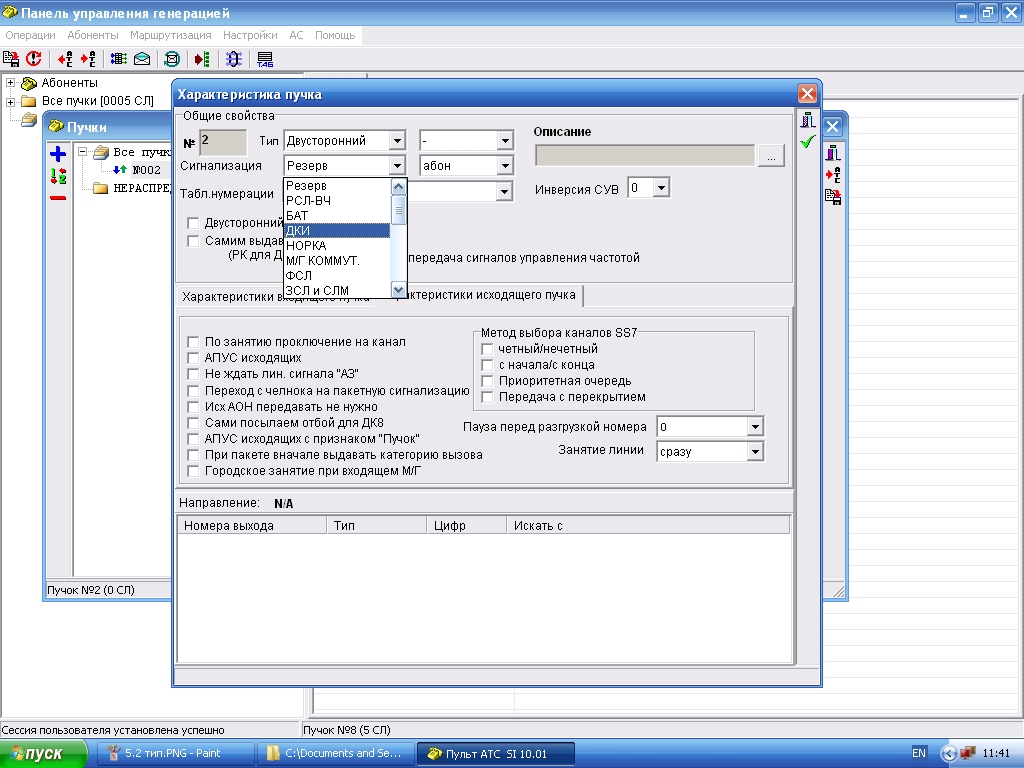 Панель управления генерацией
Операции Абоненты Маршрутизация Настройки АС Помощь
ТАБ
Абоненты
Все пучки [0005 СЛ]
Пучки
Все пучк
№002
НЕРАСПРЕД
Пучок №2 (0 СЛ)
Характеристика пучка
Общие свойства
№ 2 Тип Двусторонний - Описание
...
Сигнализация Резерв абон
Табл.нумерации Инверсия СУВ 0
Резерв
РСЛ-ВЧ
БАТ
ДКИ
НОРКА
М/Г КОММУТ.
ФСЛ
ЗСЛ и СЛМ
Двусторонний
Самим выдав
(РК для Д
передача сигналов управления частотой
Характеристики входящего пучка
рактеристики исходящего пучка
По занятию проключение на канал
АПУС исходящих
Не ждать лин. сигнала "АЗ"
Переход с челнока на пакетную сигнализацию
Исх АОН передавать не нужно
Сами посылаем отбой для ДК8
АПУС исходящих с признаком "Пучок"
При пакете вначале выдавать категорию вызова
Городское занятие при входящем М/Г
Метод выбора каналов SS7
четный/нечетный
с начала/с конца
Приоритетная очередь
Передача с перекрытием
Пауза перед разгрузкой номера 0
Занятие линии сразу
Направление: N/A
Номера выхода Тип Цифр Искать с
Сессия пользователя установлена успешно
Пучок №8 (5 СЛ)
пуск
5.2 тип.PNG - Paint
C:\Documents and Se...
Пульт АТС SI 10.01
EN
11:41